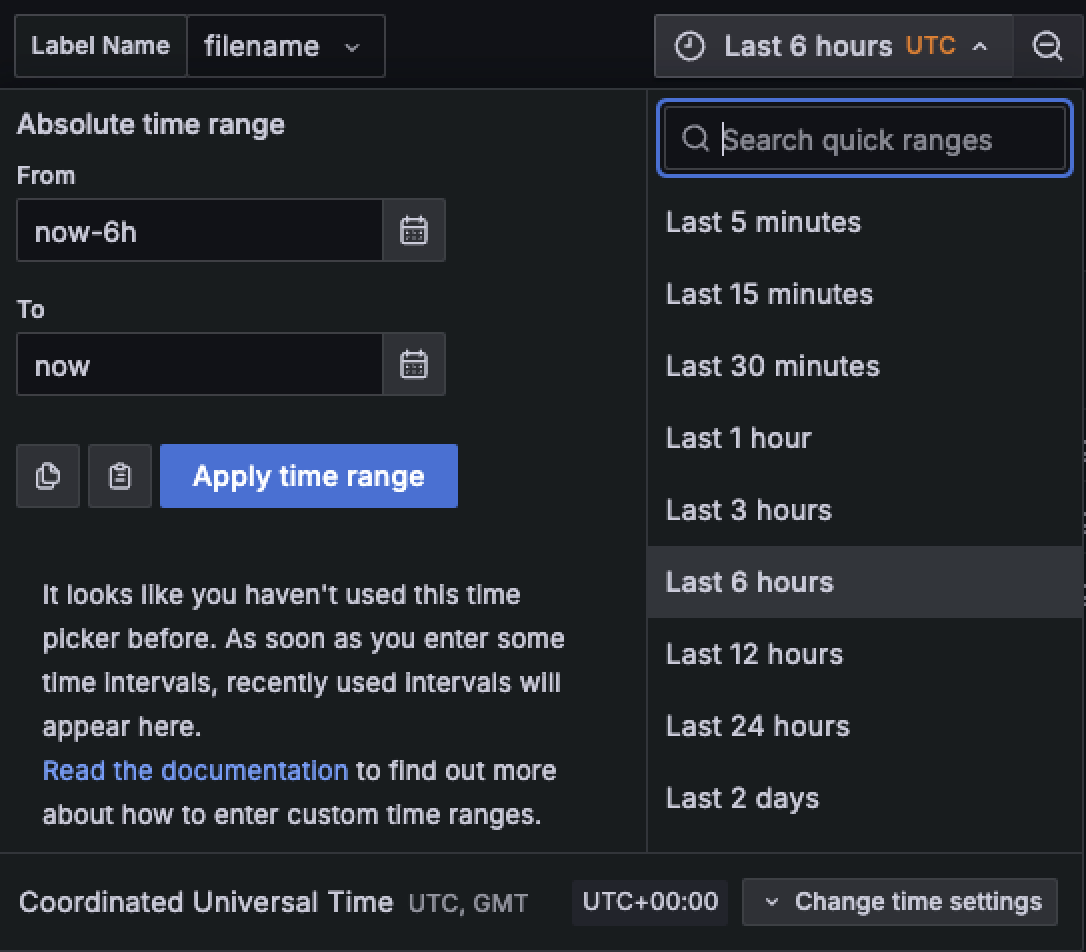 Label Name filename Last 6 hours UTC
Absolute time range
From
now-6h
To
now
Apply time range
It looks like you haven't used this time
picker before. As soon as you enter some
time intervals, recently used intervals will
appear here.
Read the documentation to find out more
about how to enter custom time ranges.
Search quick ranges
Last 5 minutes
Last 15 minutes
Last 30 minutes
Last 1 hour
Last 3 hours
Last 6 hours
Last 12 hours
Last 24 hours
Last 2 days
Coordinated Universal Time UTC, GMT UTC+00:00 Change time settings